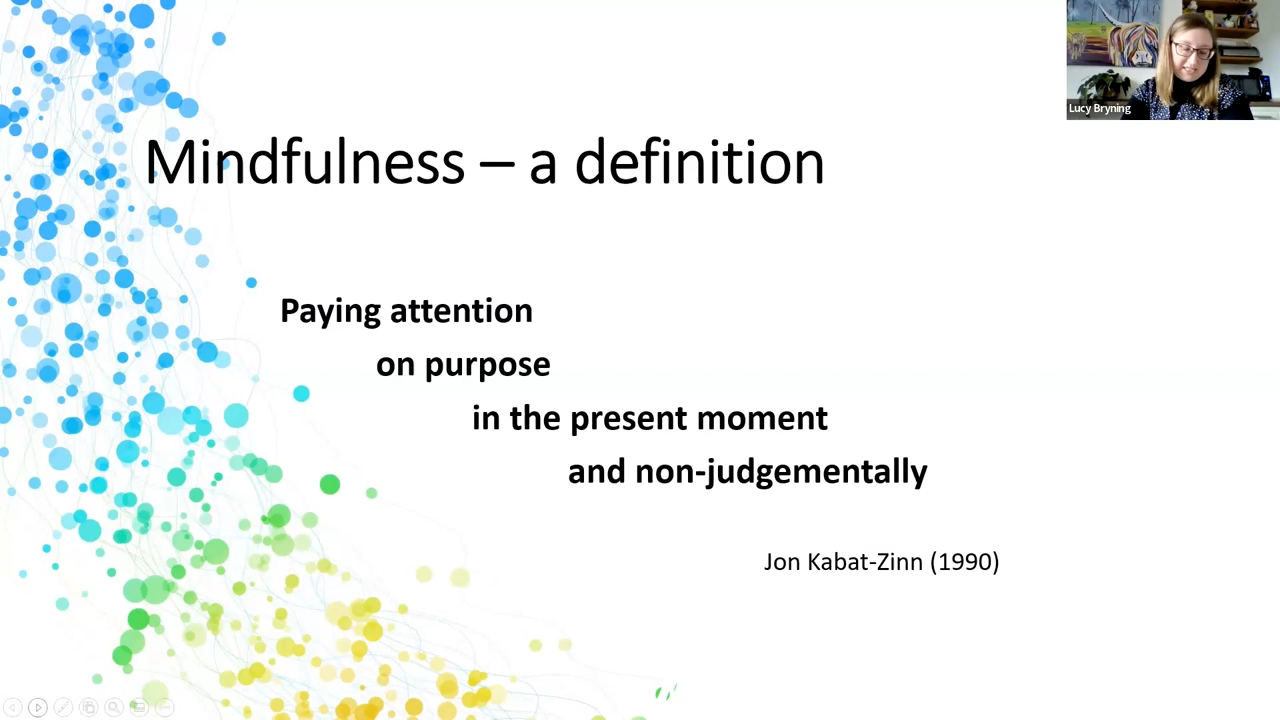 Lucy Bryning
Mindfulness – a definition
Paying attention
on purpose
in the present moment
and non-judgementally
Jon Kabat-Zinn (1990)